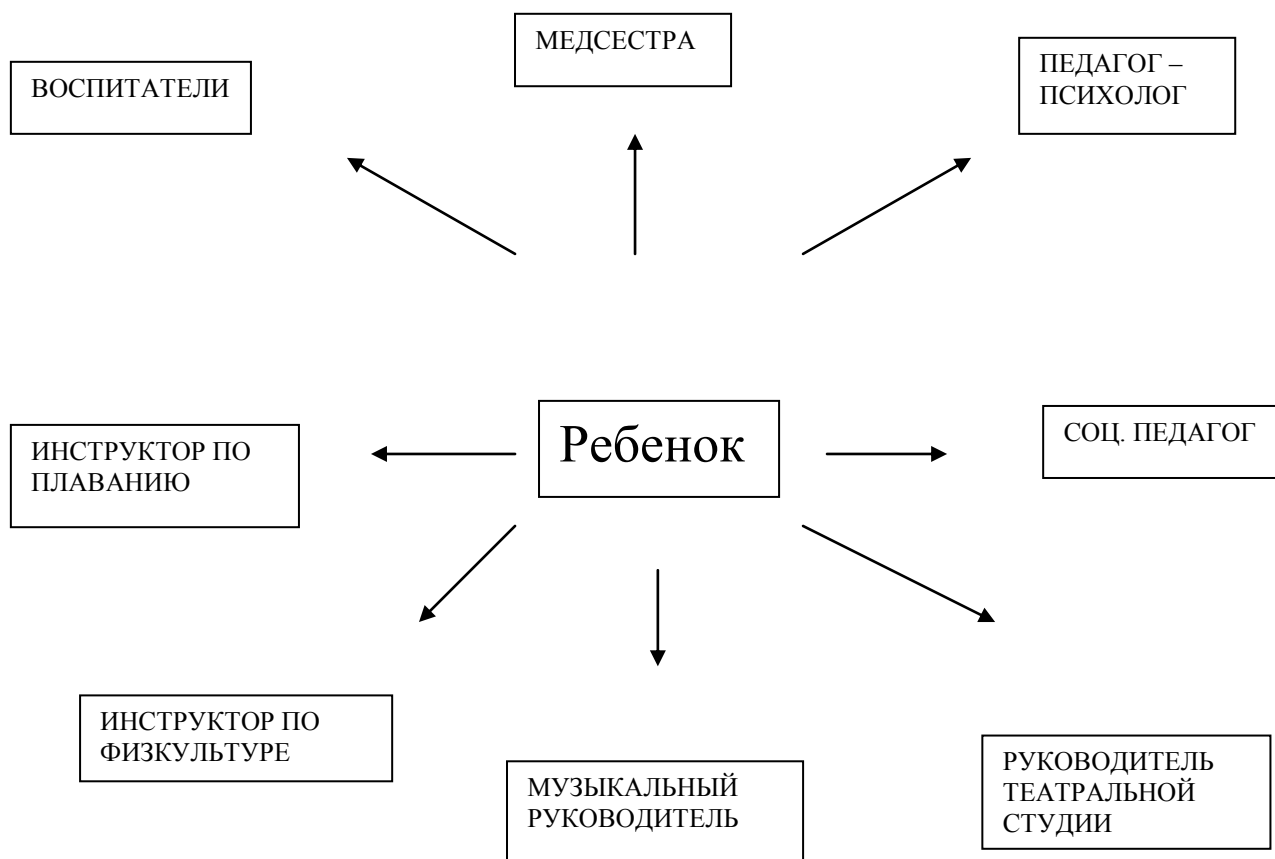 МЕДСЕСТРА
ВОСПИТАТЕЛИ
ПЕДАГОГ –
ПСИХОЛОГ
ИНСТРУКТОР ПО
ПЛАВАНИЮ
Ребенок
СОЦ. ПЕДАГОГ
ИНСТРУКТОР ПО
ФИЗКУЛЬТУРЕ
МУЗЫКАЛЬНЫЙ
РУКОВОДИТЕЛЬ
РУКОВОДИТЕЛЬ
ТЕАТРАЛЬНОЙ
СТУДИИ